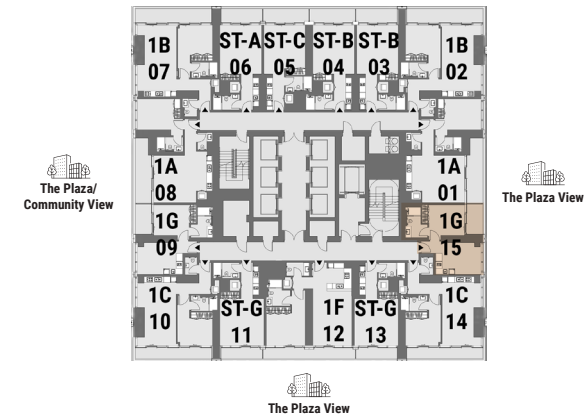 1B
07
ST-A
06
ST-C
05
ST-B
04
ST-B
03
1B
02
1A
08
1A
01
The Plaza/
Community View
The Plaza View
1G
09
1G
15
1C
10
ST-G
11
1F
12
ST-G
13
1C
14
The Plaza View